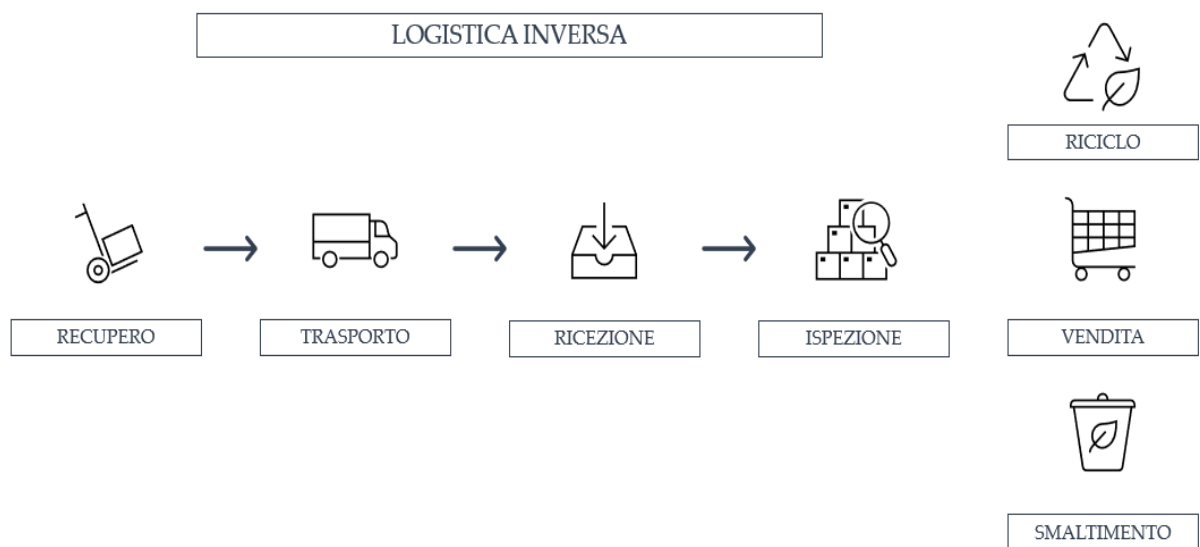 LOGISTICA INVERSA
RICICLO
RECUPERO
TRASPORTO
RICEZIONE
ISPEZIONE
VENDITA
SMALTIMENTO